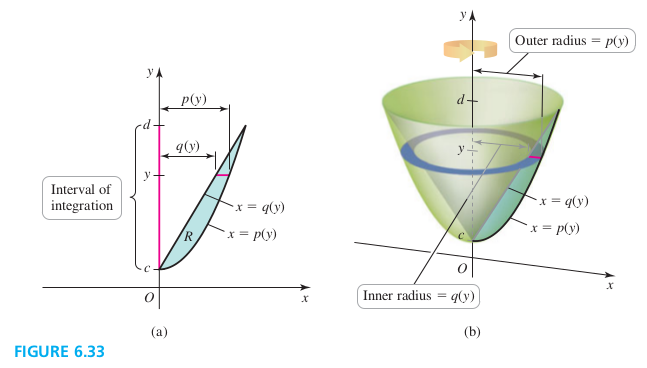 y
p(y)
d
q(y)
y
Interval of
integration
x = q(y)
R
x = p(y)
c
O
x
(a)
y
Outer radius = p(y)
d
y
x = q(y)
x = p(y)
c
O
x
Inner radius = q(y)
(b)
FIGURE 6.33